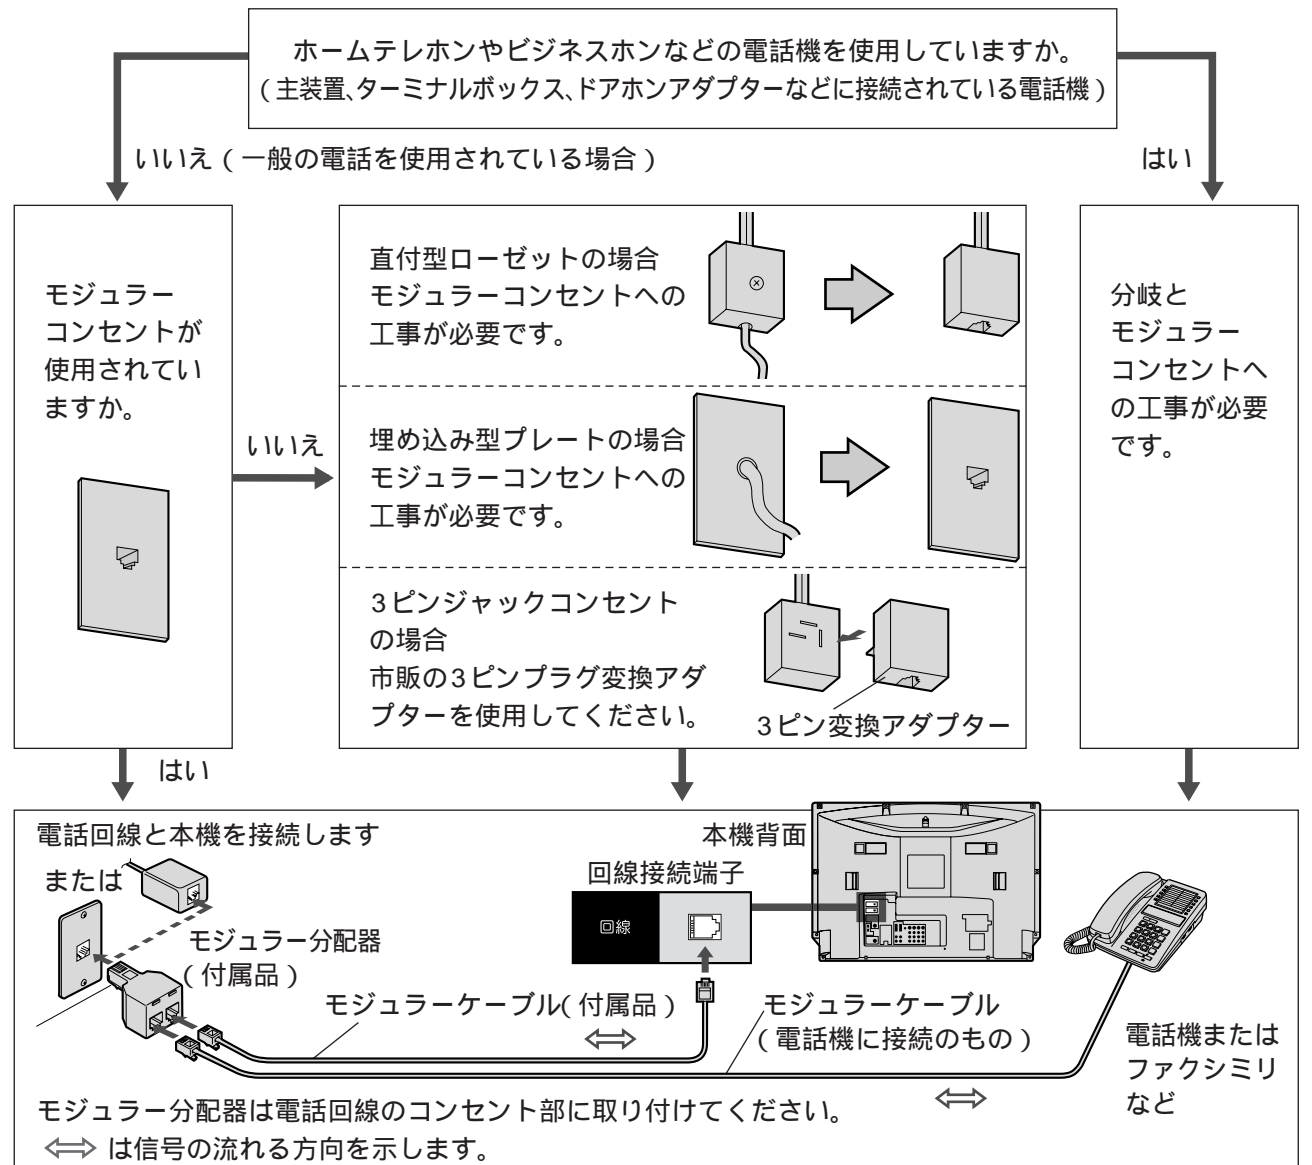 ホームテレホンやビジネスホンなどの電話機を使用していますか。
(主装置、ターミナルボックス、ドアホンアダプターなどに接続されている電話機)
いいえ(一般の電話を使用されている場合)
はい
モジュラー
コンセントが
使用されてい
ますか。
いいえ
直付型ローゼットの場合
モジュラーコンセントへの
工事が必要です。
埋め込み型プレートの場合
モジュラーコンセントへの
工事が必要です。
3ピンジャックコンセント
の場合
市販の3ピンプラグ変換アダ
プターを使用してください。
3ピン変換アダプター
分岐と
モジュラー
コンセントへ
の工事が必要
です。
はい
電話回線と本機を接続します
または
モジュラー分配器
(付属品)
本機背面
回線接続端子
回線
モジュラーケーブル(付属品)
モジュラーケーブル
(電話機に接続のもの)
電話機または
ファクシミリ
など
モジュラー分配器は電話回線のコンセント部に取り付けてください。
⇔ は信号の流れる方向を示します。